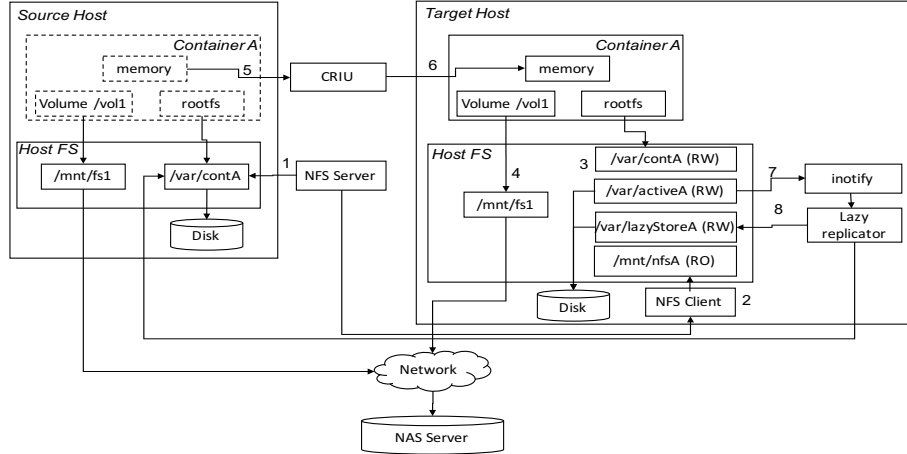 Source Host
Container A
memory
5
Volume /vol1
rootfs
Host FS
/mnt/fs1
/var/contA
1
Disk
CRIU
NFS Server
6
Target Host
Container A
memory
Volume /vol1
rootfs
Host FS
4
3
/var/contA (RW)
/mnt/fs1
/var/activeA (RW)
7
inotify
/var/lazyStoreA (RW)
8
Lazy
replicator
/mnt/nfsA (RO)
Disk
NFS Client
2
Network
NAS Server